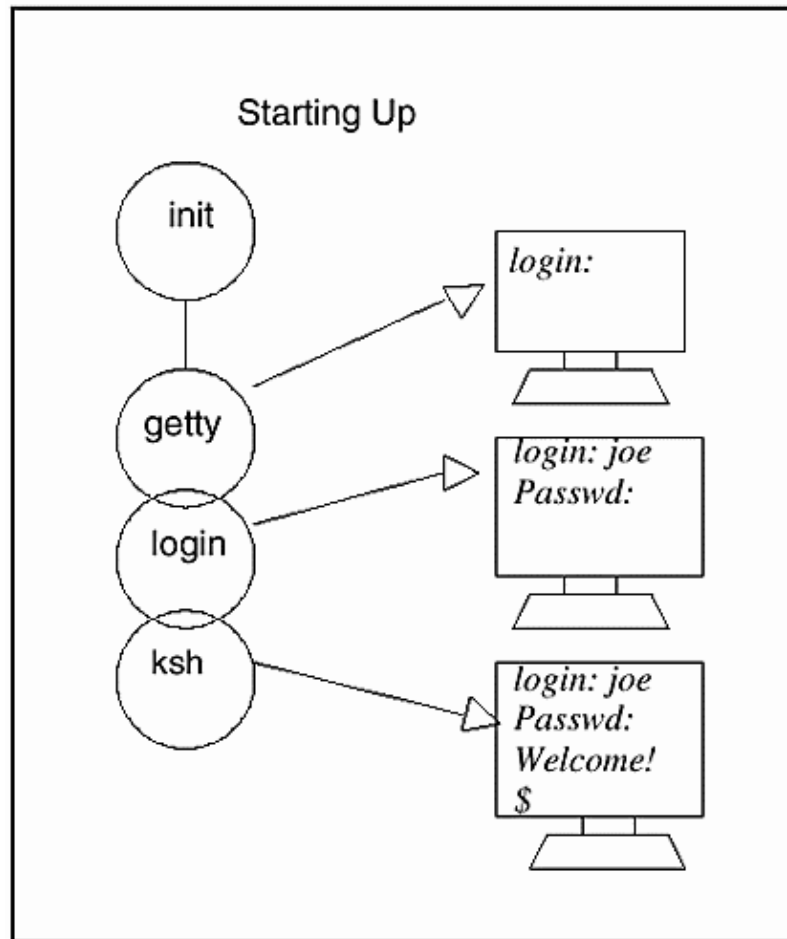 Starting Up
init
login:
getty
login: joe
Passwd:
login
ksh
login: joe
Passwd:
Welcome!
$